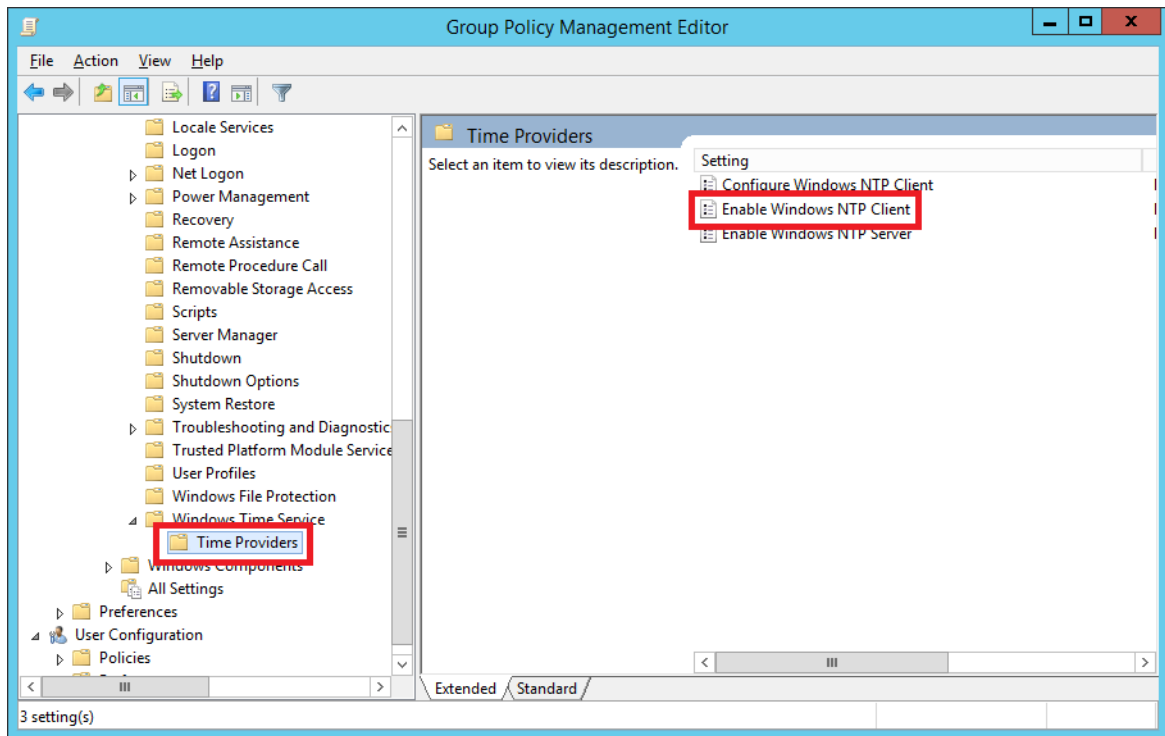 Group Policy Management Editor
File Action View Help
Locale Services
Logon
Net Logon
Power Management
Recovery
Remote Assistance
Remote Procedure Call
Removable Storage Access
Scripts
Server Manager
Shutdown
Shutdown Options
System Restore
Troubleshooting and Diagnostic
Trusted Platform Module Service
User Profiles
Windows File Protection
Windows Time Service
Time Providers
Windows Components
All Settings
Preferences
User Configuration
Policies
Time Providers
Select an item to view its description.
Setting
Configure Windows NTP Client
Enable Windows NTP Client
Enable Windows NTP Server
Extended Standard
3 setting(s)